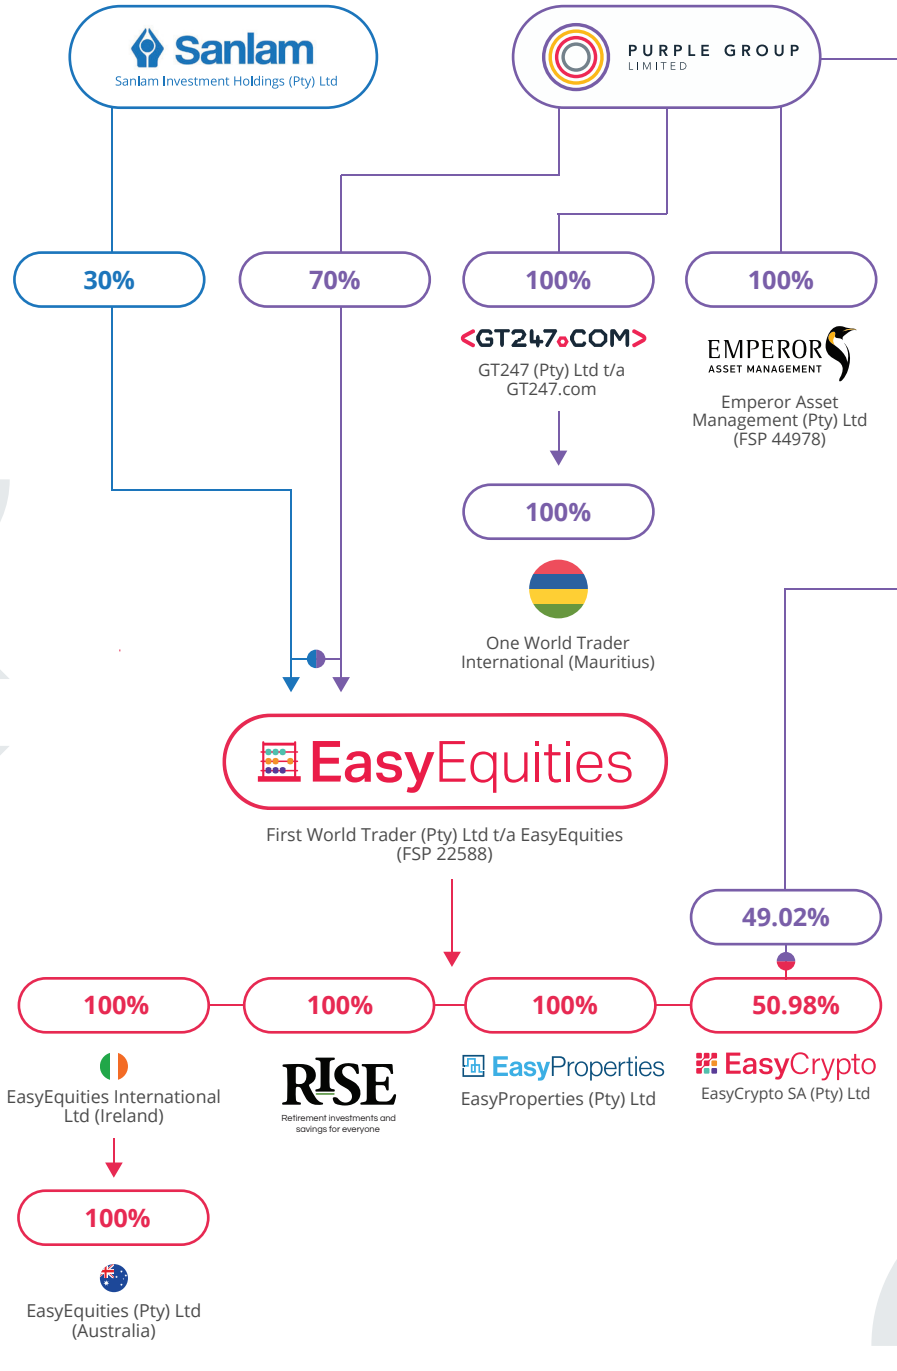 Sanlam
Sanlam Investment Holdings (Pty) Ltd
PURPLE GROUP
LIMITED
30%
70%
100%
100%
<GT247.COM>
GT247 (Pty) Ltd t/a
GT247.com
EMPEROR
ASSET MANAGEMENT
Emperor Asset
Management (Pty) Ltd
(FSP 44978)
100%
One World Trader
International (Mauritius)
EasyEquities
First World Trader (Pty) Ltd t/a EasyEquities
(FSP 22588)
49.02%
100%
100%
100%
50.98%
EasyEquities International
Ltd (Ireland)
RISE
Retirement investments and
savings for everyone
EasyProperties
EasyProperties (Pty) Ltd
EasyCrypto
EasyCrypto SA (Pty) Ltd
100%
EasyEquities (Pty) Ltd
(Australia)